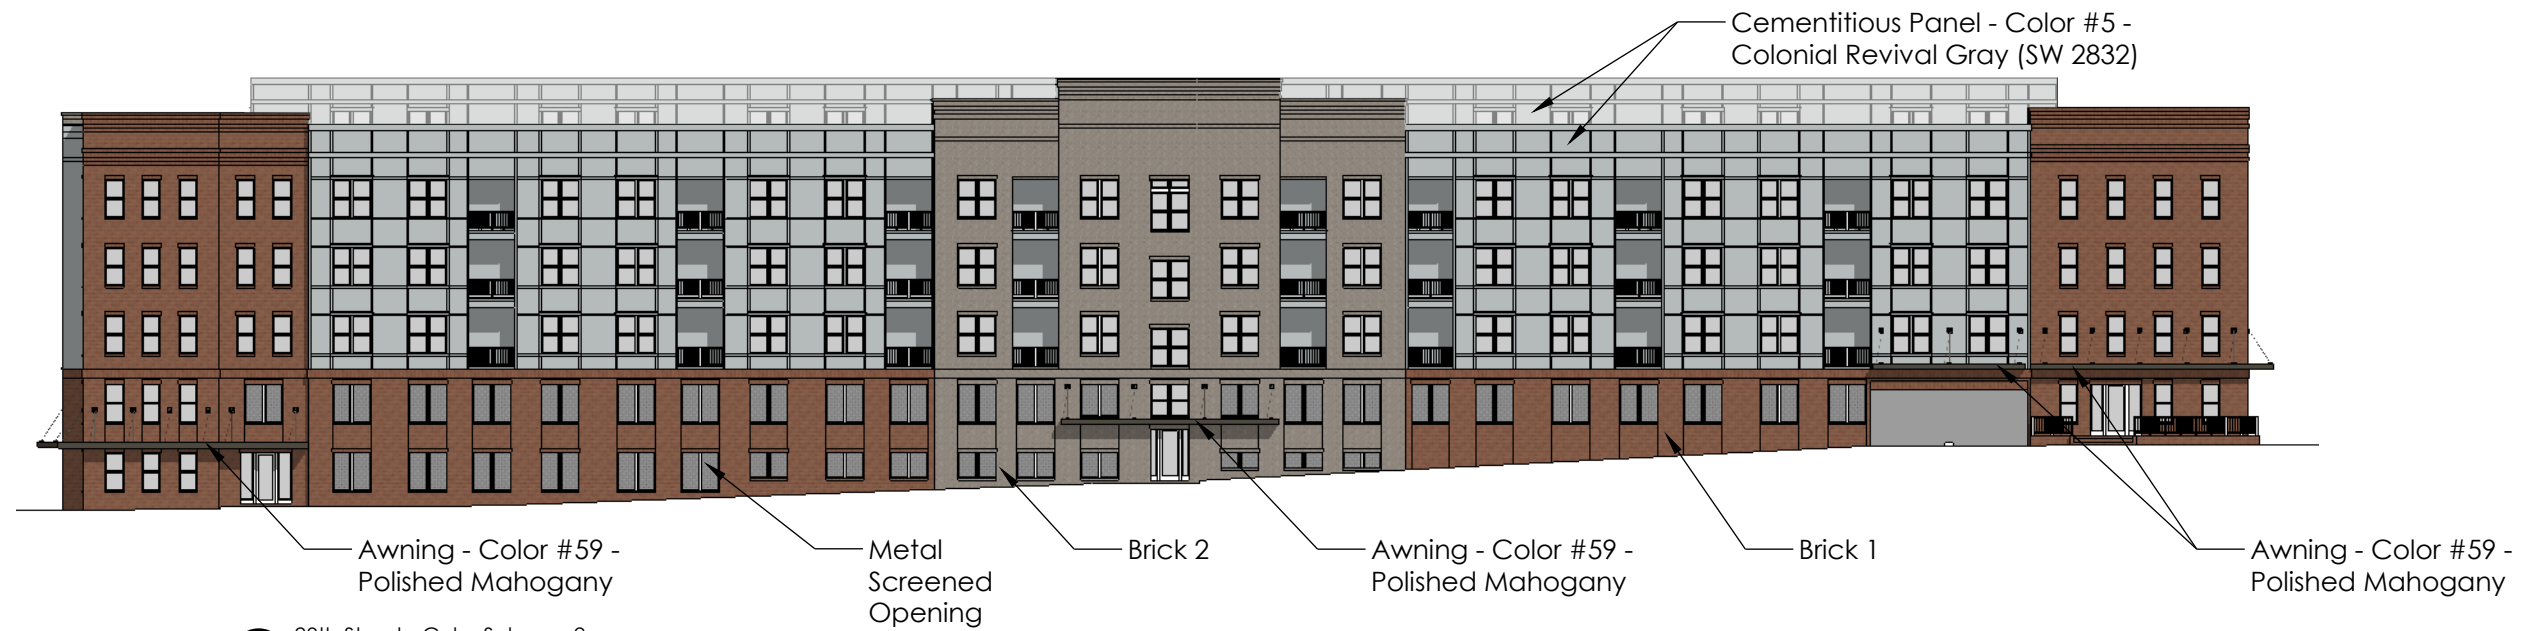 Cementitious Panel - Color #5 -
Colonial Revival Gray (SW 2832)
Awning - Color #59 -
Polished Mahogany
Metal
Screened
Opening
Brick 2
Awning - Color #59 -
Polished Mahogany
Brick 1
Awning - Color #59 -
Polished Mahogany